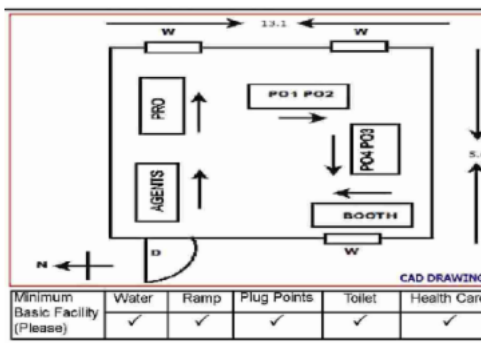 13.1
W W
PRO
PO1 PO2
PO4 PO3
AGENTS
BOOTH
D
W
N
CAD DRAWING
Minimum Basic Facility (Please) Water Ramp Plug Points Toilet Health Care
✓ ✓ ✓ ✓ ✓